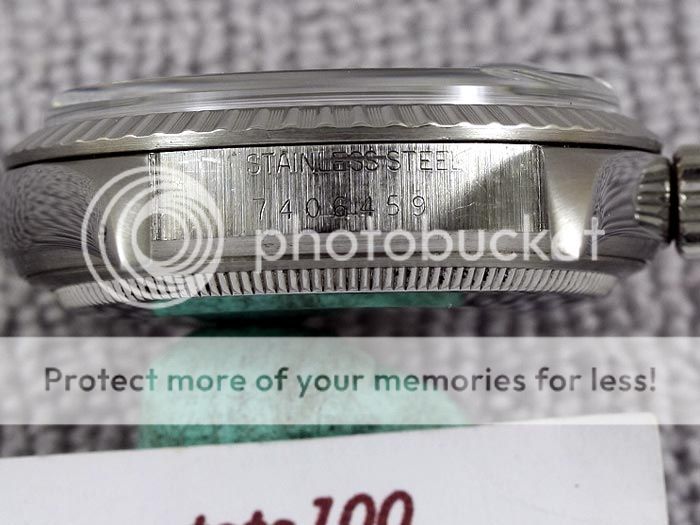 STAINLESS STEEL
7406459
photobucket
Protect more of your memories for less!